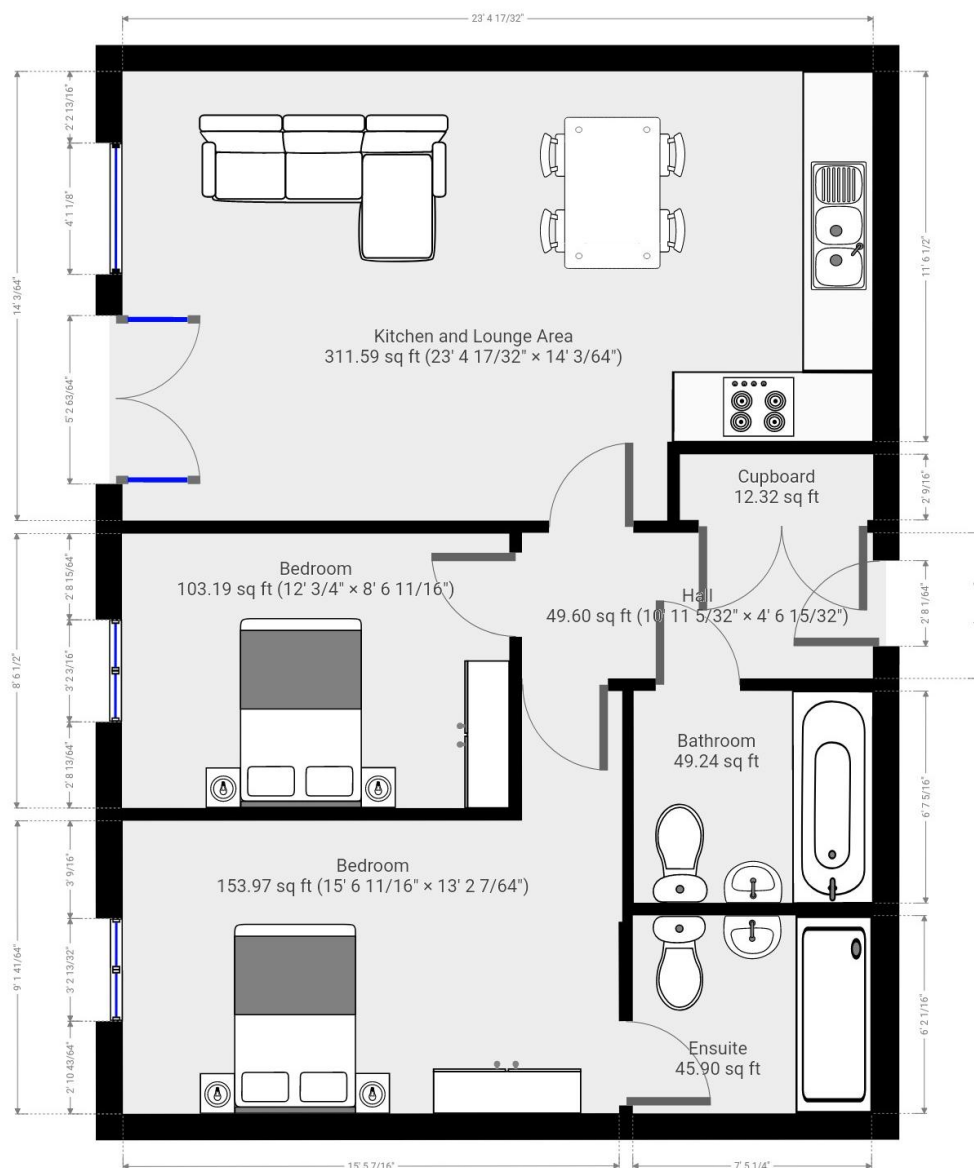 23' 4 17/32"
2' 2 13/16"
4' 1 1/8"
14' 3/64"
5' 2 63/64"
11' 6 1/2"
Kitchen and Lounge Area
311.59 sq ft (23' 4 17/32" × 14' 3/64")
Cupboard
12.32 sq ft
2' 9/16"
Bedroom
103.19 sq ft (12' 3/4" × 8' 6 11/16")
Hall
49.60 sq ft (10' 11 5/32" × 4' 6 15/32")
2' 8 1/64"
2' 8 15/64"
3' 2 3/16"
8' 6 1/2"
2' 8 13/64"
Bathroom
49.24 sq ft
6' 7 5/16"
Bedroom
153.97 sq ft (15' 6 11/16" × 13' 2 7/64")
3' 9/16"
3' 2 13/32"
9' 1 41/64"
2' 10 43/64"
Ensuite
45.90 sq ft
6' 2 1/16"
15' 5 7/16"
7' 5 1/4"